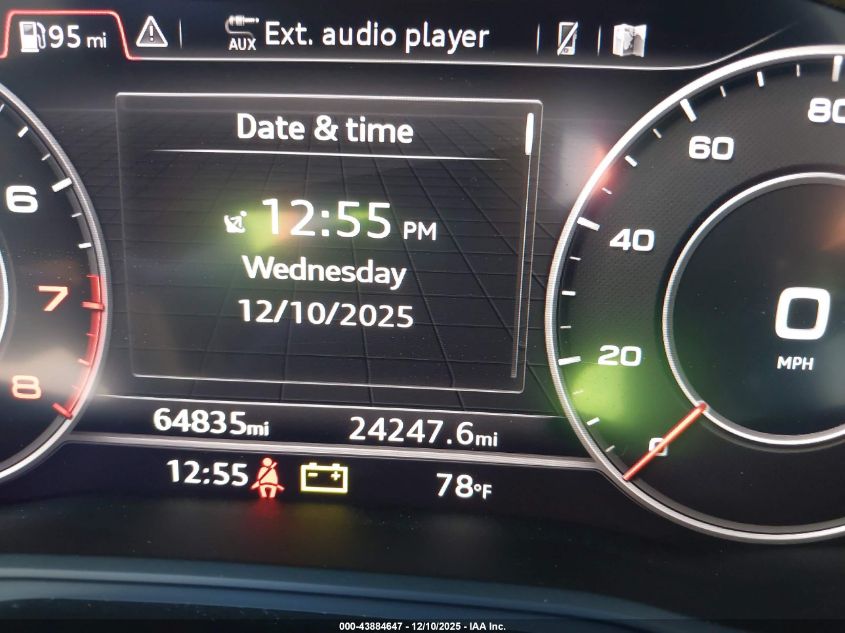 95 mi
AUX Ext. audio player
Date & time
12:55 PM
Wednesday
12/10/2025
6
7
8
80
60
40
20
0
0
MPH
64835mi 24247.6mi
12:55 78°F
000-43884647 - 12/10/2025 - IAA Inc.